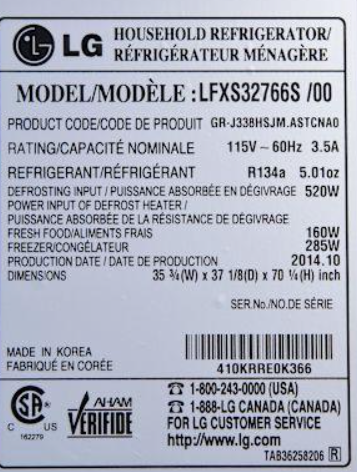 LG HOUSEHOLD REFRIGERATOR/
RÉFRIGÉRATEUR MÉNAGÈRE
MODEL/MODÈLE :LFXS32766S /00
PRODUCT CODE/CODE DE PRODUIT GR-J338HSJM.ASTCNA0
RATING/CAPACITÉ NOMINALE 115V ~ 60Hz 3.5A
REFRIGERANT/RÉFRIGÉRANT R134a 5.01oz
DEFROSTING INPUT / PUISSANCE ABSORBÉE EN DÉGIVRAGE 520W
POWER INPUT OF DEFROST HEATER /
PUISSANCE ABSORBÉE DE LA RÉSISTANCE DE DÉGIVRAGE
FRESH FOOD/ALIMENTS FRAIS 160W
FREEZER/CONGÉLATEUR 285W
PRODUCTION DATE / DATE DE PRODUCTION 2014.10
DIMENSIONS 35 ¾(W) x 37 1/8(D) x 70 ¼(H) inch
SER.No./NO.DE SÉRIE
MADE IN KOREA
FABRIQUÉ EN CORÉE
410KRRE0K366
C US
162279
AHAM
VERIFIDE
1-800-243-0000 (USA)
1-888-LG CANADA (CANADA)
FOR LG CUSTOMER SERVICE
http://www.lg.com
TAB36258206 R